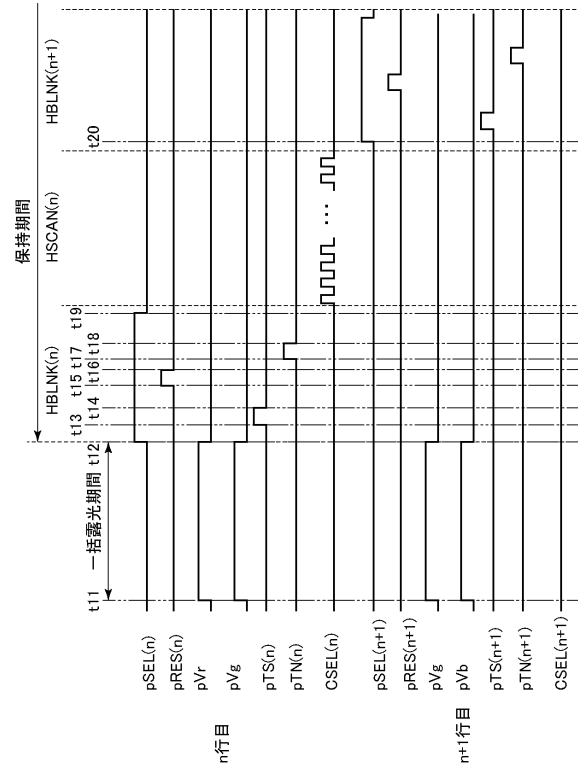 保持期間
HBLNK(n)
HSCAN(n)
HBLNK(n+1)
一括露光期間
t11
t12
t13
t14
t15
t16
t17
t18
t19
t20
n行目
pSEL(n)
pRES(n)
pVr
pVg
pTS(n)
pTN(n)
CSEL(n)
...
n+1行目
pSEL(n+1)
pRES(n+1)
pVg
pVb
pTS(n+1)
pTN(n+1)
CSEL(n+1)